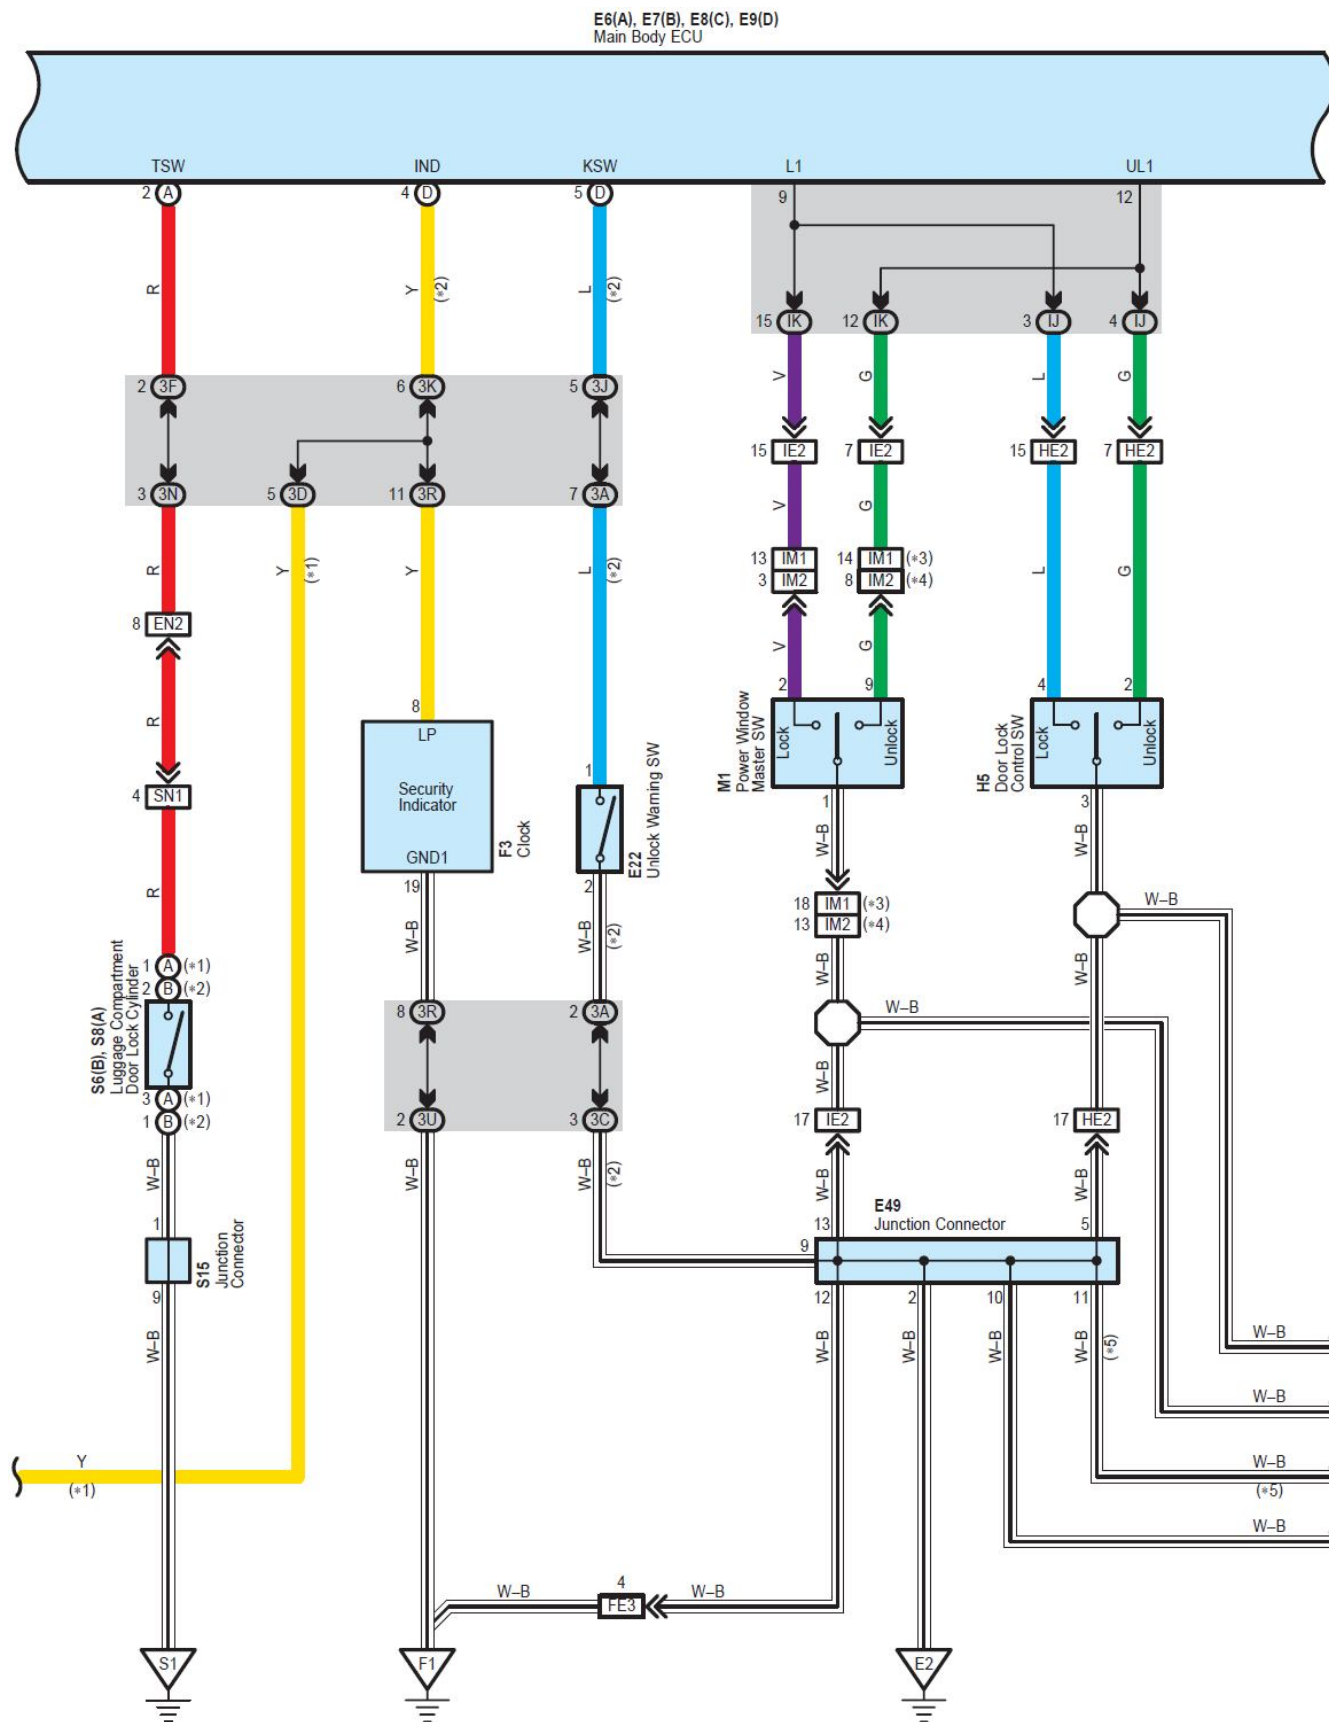 E6(A), E7(B), E8(C), E9(D)
Main Body ECU
TSW IND KSW L1 UL1
2 A 4 D 5 D 9 12
R Y (*2) L (*2)
15 IK 12 IK 3 IJ 4 IJ
V G L G
2 3F 6 3K 5 3J
15 IE2 7 IE2 15 HE2 7 HE2
3 3N 5 3D 11 3R 7 3A
V G
R Y (*1) Y L (*2) L G
13 IM1 14 IM1 (*3)
3 IM2 8 IM2 (*4)
8 EN2
V G
R
2 9 4 2
8
LP
Security
Indicator
GND1
19
F3
Clock
1
2
E22
Unlock Warning SW
Lock Unlock
M1
Power Window
Master SW
1
Lock Unlock
H5
Door Lock
Control SW
3
4 SN1
R
W–B W–B (*2) W–B W–B
18 IM1 (*3)
13 IM2 (*4)
W–B
W–B W–B
W–B
1 A (*1)
2 B (*2)
S6(B), S8(A)
Luggage Compartment
Door Lock Cylinder
3 A (*1)
1 B (*2)
8 3R 2 3A
W–B
2 3U 3 3C 17 IE2 17 HE2
W–B W–B W–B (*2) W–B W–B
E49
Junction Connector
1 13 5
9
S15
Junction
Connector
9 12 2 10 11
W–B W–B W–B W–B W–B (*5) W–B
W–B
Y
(*1)
W–B
(*5)
W–B
W–B 4 W–B
FE3
S1 F1 E2